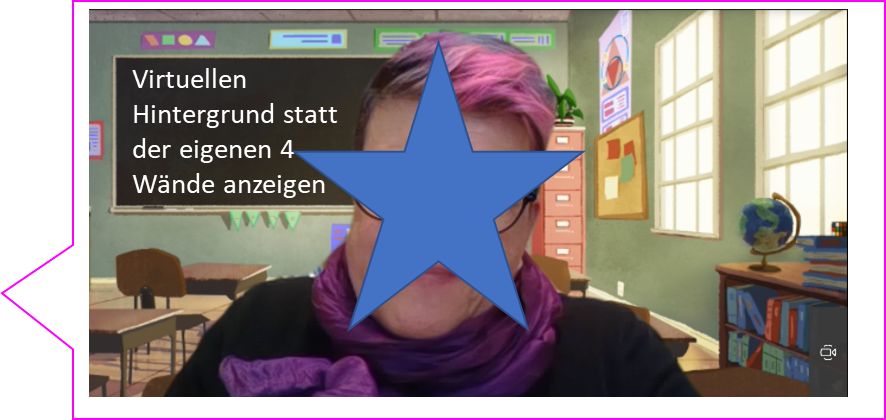 Virtuellen
Hintergrund statt
der eigenen 4
Wände anzeigen